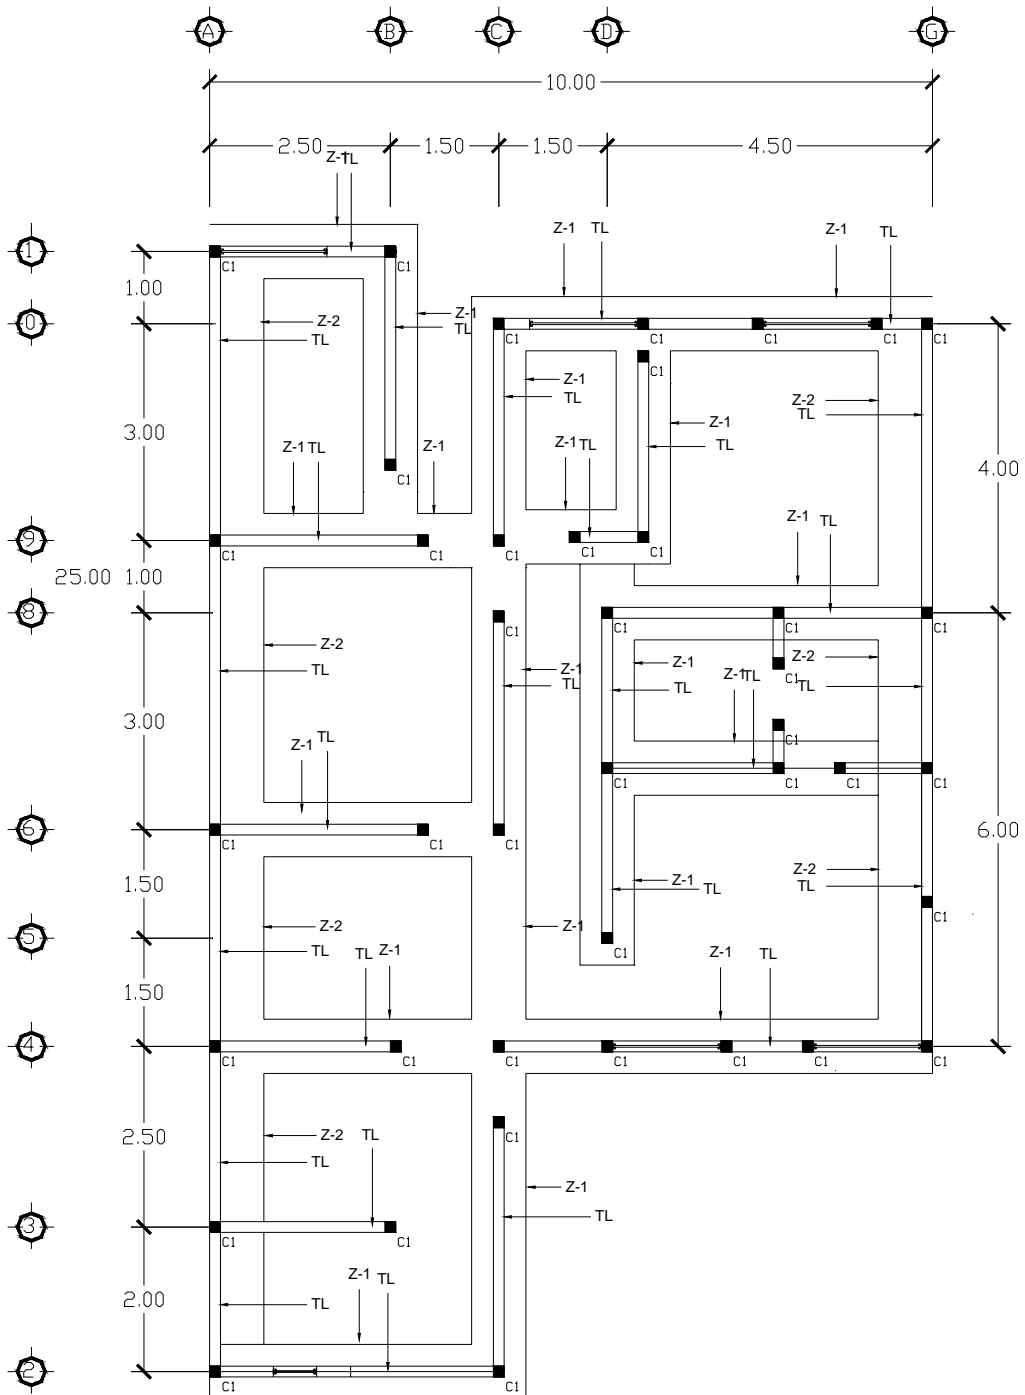 A B C D G
10.00
2.50 1.50 1.50 4.50
Z-1 TL
Z-1 TL Z-1 TL
1
C1 C1
1.00
Z-1
0 Z-2 TL
C1 C1 C1 C1 C1
TL
C1
Z-1 Z-2
TL TL
Z-1
3.00 Z-1 TL Z-1 Z-1 TL TL
4.00
C1
Z-1 TL
9
C1 C1 C1 C1 C1
25.00 1.00
8
C1 C1 C1 C1
Z-2 Z-1 Z-1 Z-2
TL TL TL Z-1 TL TL
C1
3.00
Z-1 TL
C1
C1 C1 C1 C1
6
C1 C1 C1
6.00
Z-2
1.50 Z-1 TL TL
C1
Z-2 Z-1
5
TL Z-1 TL Z-1 TL
C1
1.50
4
C1 C1 C1 C1 C1 C1 C1
C1
2.50 Z-2 TL
TL
Z-1
3 TL
C1 C1
Z-1 TL
2.00 TL
2
C1 C1